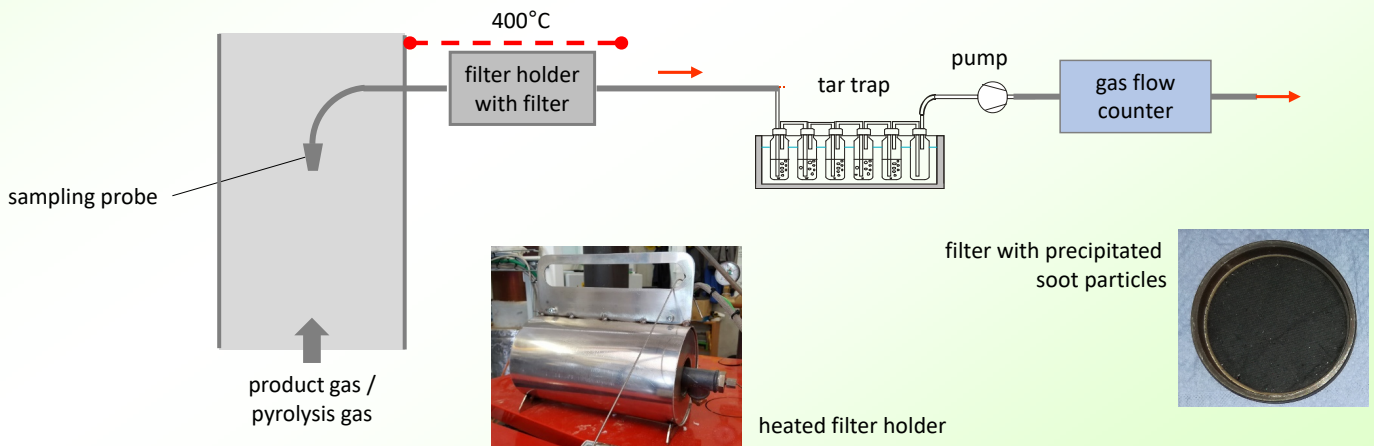 400°C
filter holder
with filter
tar trap
pump
gas flow
counter
sampling probe
product gas /
pyrolysis gas
heated filter holder
filter with precipitated
soot particles